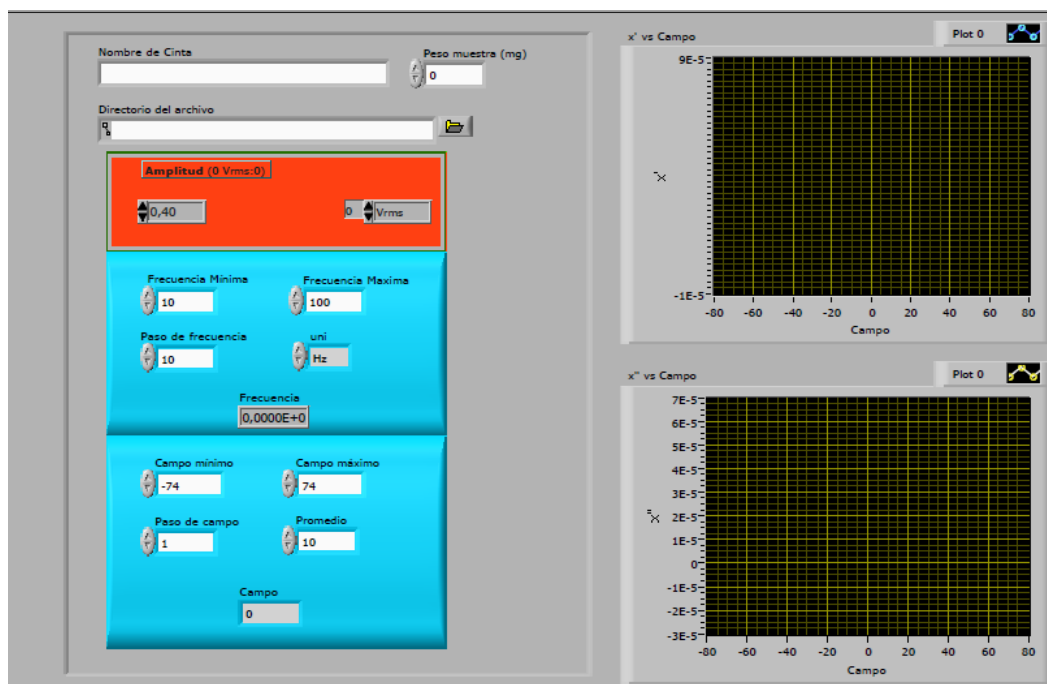 Nombre de Cinta
Peso muestra (mg)
0
Directorio del archivo
Amplitud (0 Vrms:0)
0,40
0 Vrms
Frecuencia Mínima
Frecuencia Maxima
10
100
Paso de frecuencia
uni
10
Hz
Frecuencia
0,0000E+0
Campo mínimo
Campo máximo
-74
74
Paso de campo
Promedio
1
10
Campo
0
x' vs Campo
Plot 0
9E-5
x'
-1E-5
-80 -60 -40 -20 0 20 40 60 80
Campo
x" vs Campo
Plot 0
7E-5
6E-5
5E-5
4E-5
3E-5
x"
2E-5
1E-5
0
-1E-5
-2E-5
-3E-5
-80 -60 -40 -20 0 20 40 60 80
Campo